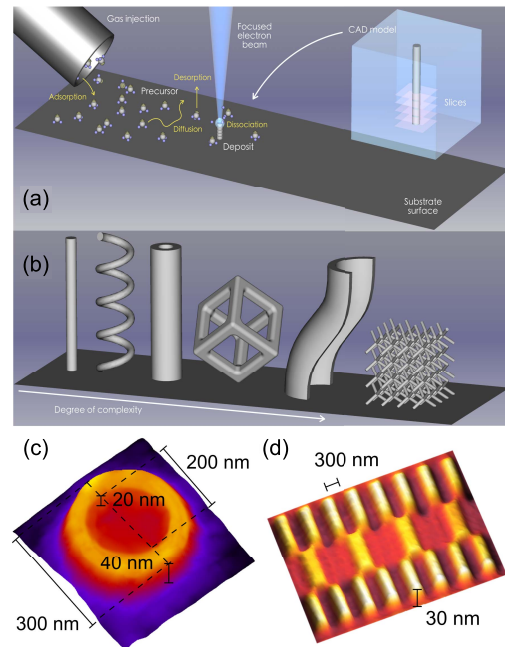 Gas injection
Focused
electron
beam
CAD model
Desorption
Precursor
Adsorption
Slices
Dissociation
Diffusion
Deposit
Substrate
surface
(a)
(b)
Degree of complexity
(c)
200 nm
20 nm
40 nm
300 nm
(d)
300 nm
30 nm